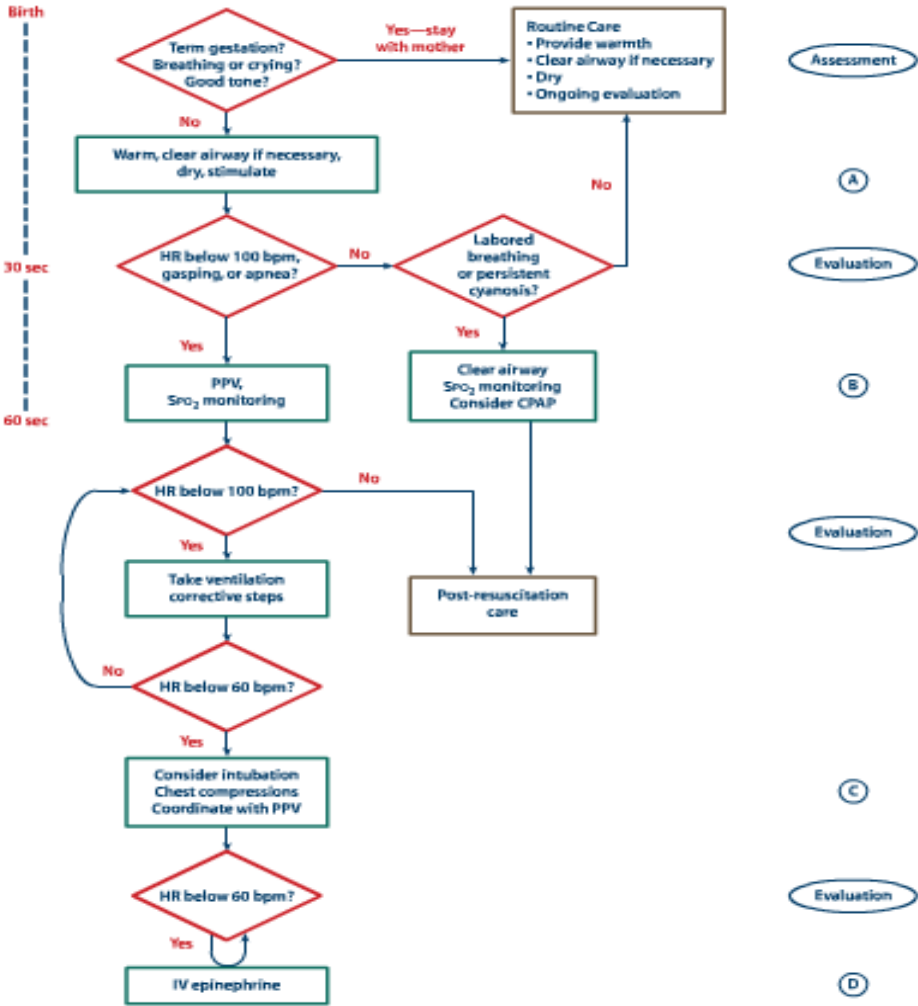 Birth
Term gestation?
Breathing or crying?
Good tone?
Yes—stay
with mother
Routine Care
• Provide warmth
• Clear airway if necessary
• Dry
• Ongoing evaluation
Assessment
No
Warm, clear airway if necessary,
dry, stimulate
No
A
30 sec
HR below 100 bpm,
gasping, or apnea?
No
Labored
breathing
or persistent
cyanosis?
Evaluation
Yes
Yes
PPV,
SPO₂ monitoring
Clear airway
SPO₂ monitoring
Consider CPAP
B
60 sec
HR below 100 bpm?
No
Evaluation
Yes
Take ventilation
corrective steps
Post-resuscitation
care
No
HR below 60 bpm?
Yes
Consider intubation
Chest compressions
Coordinate with PPV
C
HR below 60 bpm?
Evaluation
Yes
IV epinephrine
D